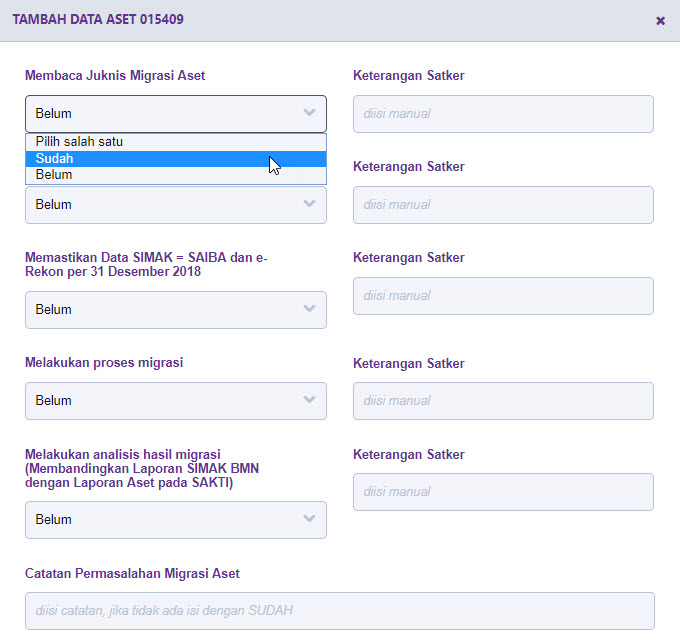 TAMBAH DATA ASET 015409
Membaca Juknis Migrasi Aset
Keterangan Satker
Belum
diisi manual
Pilih salah satu
Sudah
Belum
Keterangan Satker
Belum
diisi manual
Memastikan Data SIMAK = SAIBA dan e-
Rekon per 31 Desember 2018
Keterangan Satker
Belum
diisi manual
Melakukan proses migrasi
Keterangan Satker
Belum
diisi manual
Melakukan analisis hasil migrasi
(Membandingkan Laporan SIMAK BMN
dengan Laporan Aset pada SAKTI)
Keterangan Satker
Belum
diisi manual
Catatan Permasalahan Migrasi Aset
diisi catatan, jika tidak ada isi dengan SUDAH